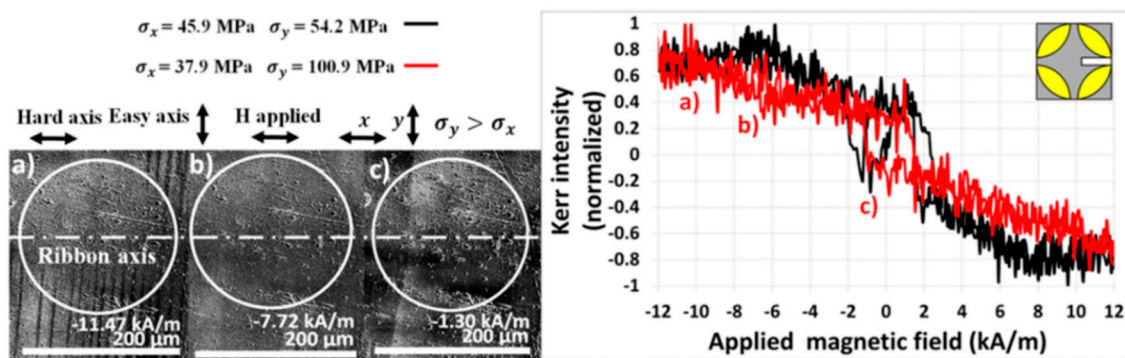 σx = 45.9 MPa σy = 54.2 MPa
σx = 37.9 MPa σy = 100.9 MPa
Hard axis Easy axis H applied x y σy > σx
a) b) c)
Ribbon axis
-11.47 kA/m -7.72 kA/m -1.30 kA/m
200 μm 200 μm 200 μm
Kerr intensity
(normalized)
1
0.8
0.6
0.4
0.2
0
-0.2
-0.4
-0.6
-0.8
-1
a)
b)
c)
-12 -10 -8 -6 -4 -2 0 2 4 6 8 10 12
Applied magnetic field (kA/m)